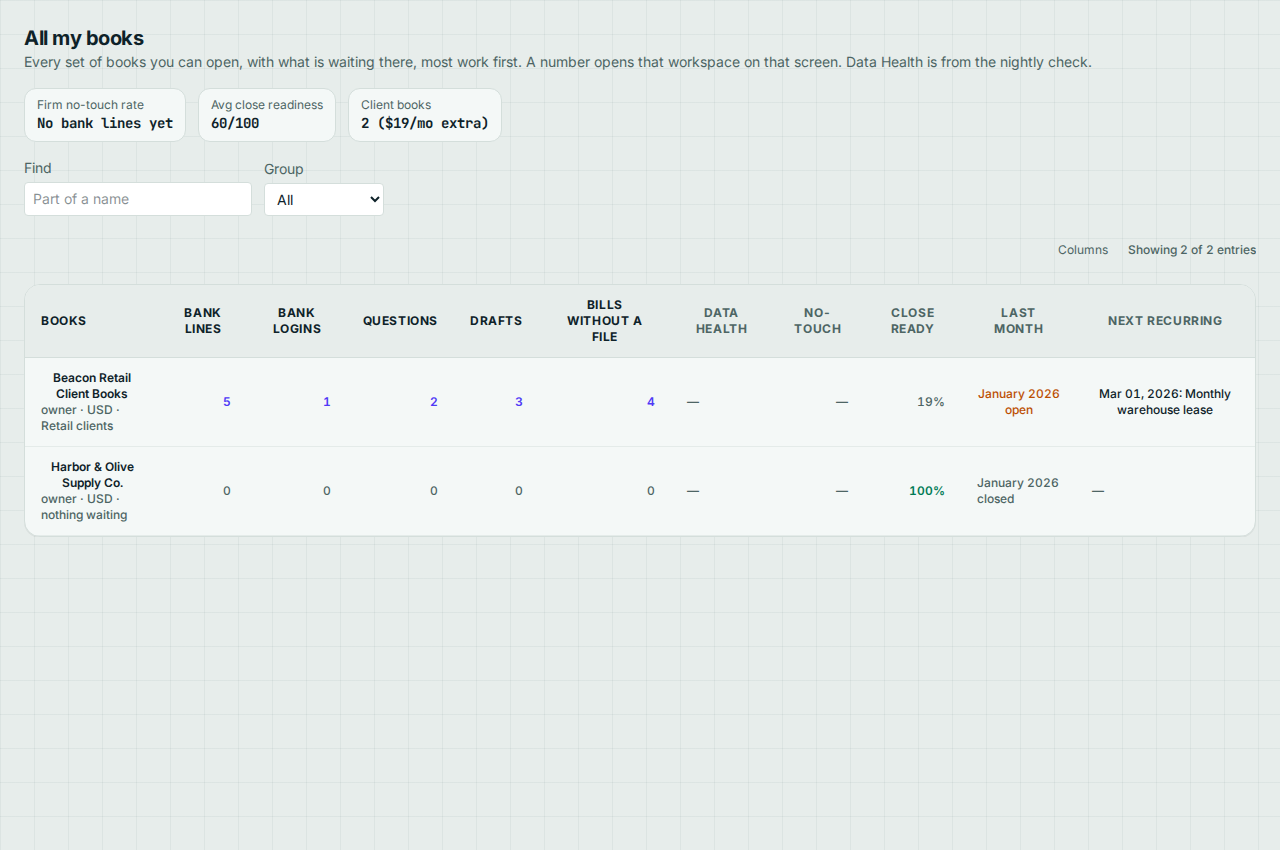 All my books
Every set of books you can open, with what is waiting there, most work first. A number opens that workspace on that screen. Data Health is from the nightly check.
Firm no-touch rate
No bank lines yet
Avg close readiness
60/100
Client books
2 ($19/mo extra)
Find
Group
Part of a name
All
Columns
Showing 2 of 2 entries
BOOKS
BANK
LINES
BANK
LOGINS
QUESTIONS
DRAFTS
BILLS
WITHOUT A
FILE
DATA
HEALTH
NO-
TOUCH
CLOSE
READY
LAST
MONTH
NEXT RECURRING
Beacon Retail
Client Books
owner · USD ·
Retail clients
5
1
2
3
4
—
—
19%
January 2026
open
Mar 01, 2026: Monthly
warehouse lease
Harbor & Olive
Supply Co.
owner · USD ·
nothing waiting
0
0
0
0
0
—
—
100%
January 2026
closed
—